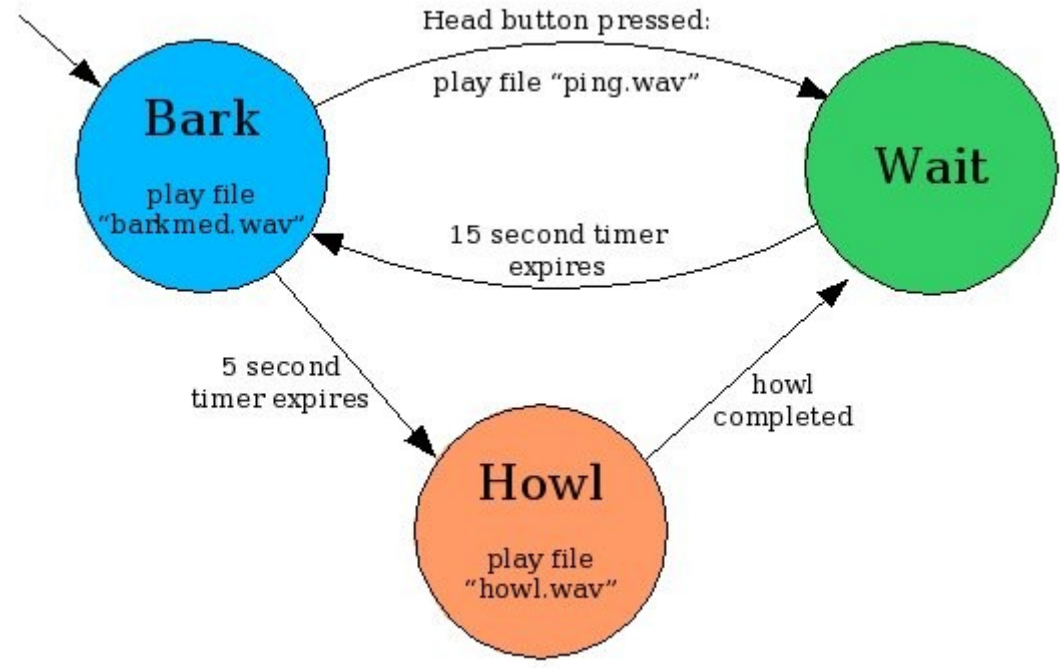 Head button pressed:
play file “ping.wav”
Bark
play file
“barkmed.wav”
Wait
15 second timer
expires
5 second
timer expires
howl
completed
Howl
play file
“howl.wav”